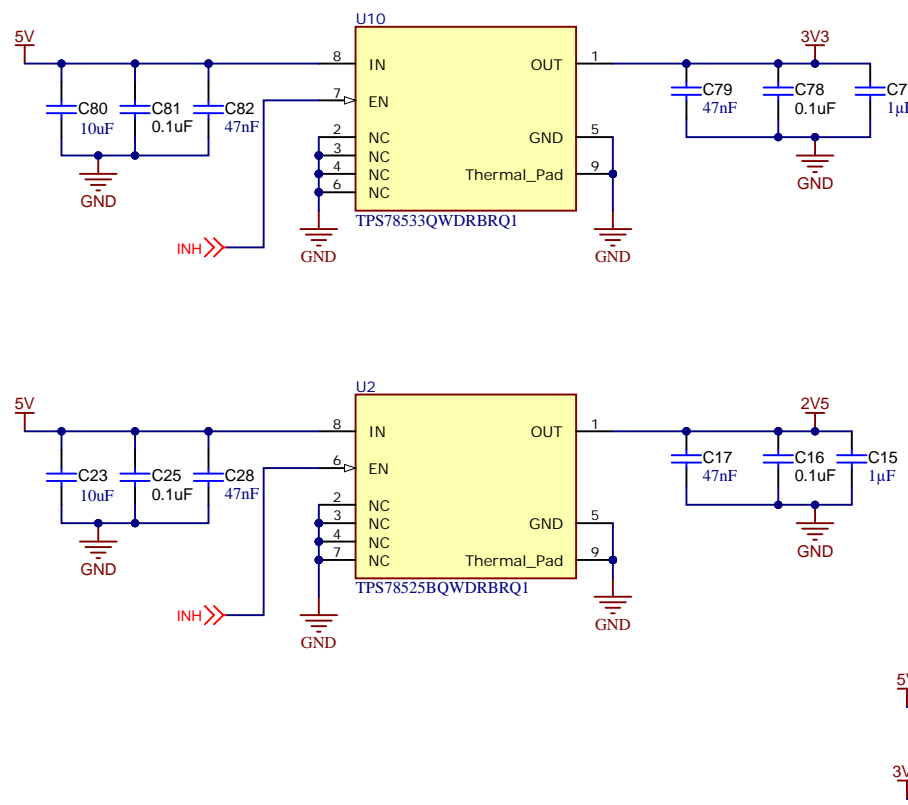 U10
5V
3V3
8
IN
OUT
1
7
EN
C80
10uF
C81
0.1uF
C82
47nF
C79
47nF
C78
0.1uF
1µF
2
NC
3
NC
4
NC
6
NC
GND
5
Thermal_Pad
9
GND
GND
TPS78533QWDRBRQ1
INH
GND
GND
U2
5V
2V5
8
IN
OUT
1
6
EN
C23
10uF
C25
0.1uF
C28
47nF
C17
47nF
C16
0.1uF
C15
1µF
2
NC
3
NC
4
NC
7
NC
GND
5
Thermal_Pad
9
GND
GND
TPS78525BQWDRBRQ1
INH
GND
GND